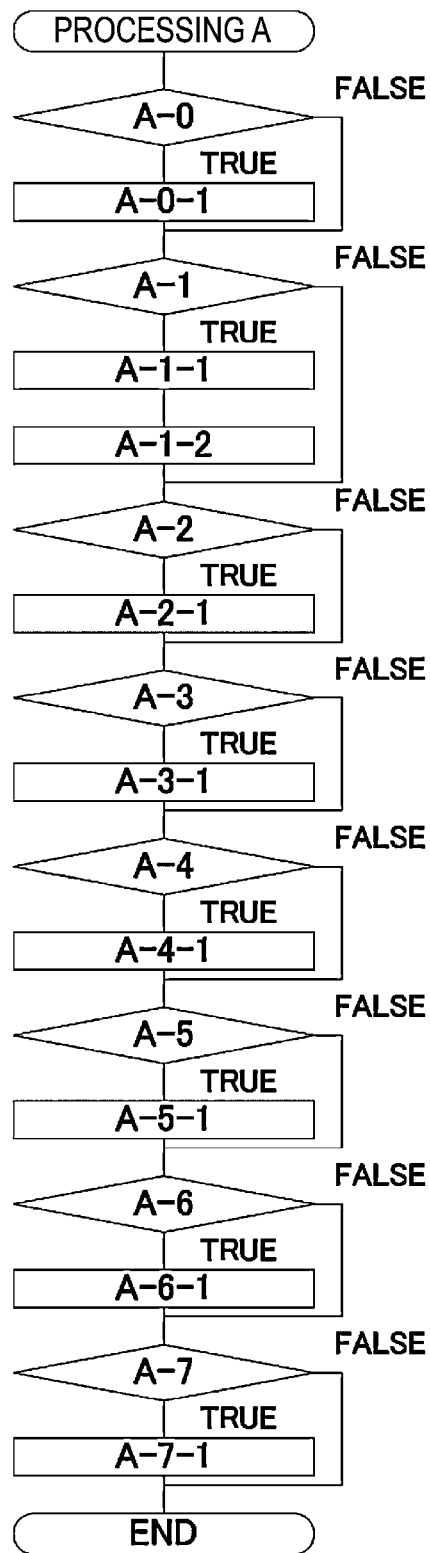 PROCESSING A
FALSE
A-0
TRUE
A-0-1
FALSE
A-1
TRUE
A-1-1
A-1-2
FALSE
A-2
TRUE
A-2-1
FALSE
A-3
TRUE
A-3-1
FALSE
A-4
TRUE
A-4-1
FALSE
A-5
TRUE
A-5-1
FALSE
A-6
TRUE
A-6-1
FALSE
A-7
TRUE
A-7-1
END